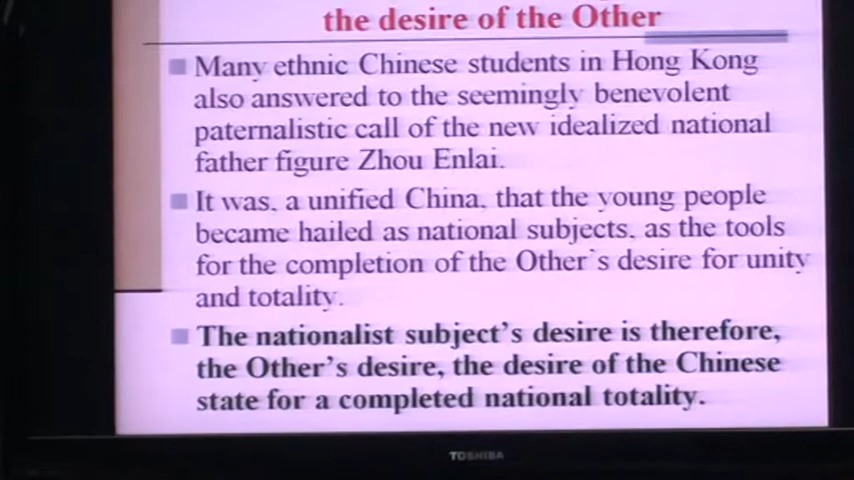 the desire of the Other
Many ethnic Chinese students in Hong Kong
also answered to the seemingly benevolent
paternalistic call of the new idealized national
father figure Zhou Enlai.
It was, a unified China, that the young people
became hailed as national subjects, as the tools
for the completion of the Other's desire for unity
and totality.
The nationalist subject's desire is therefore,
the Other's desire, the desire of the Chinese
state for a completed national totality.
TOSHIBA